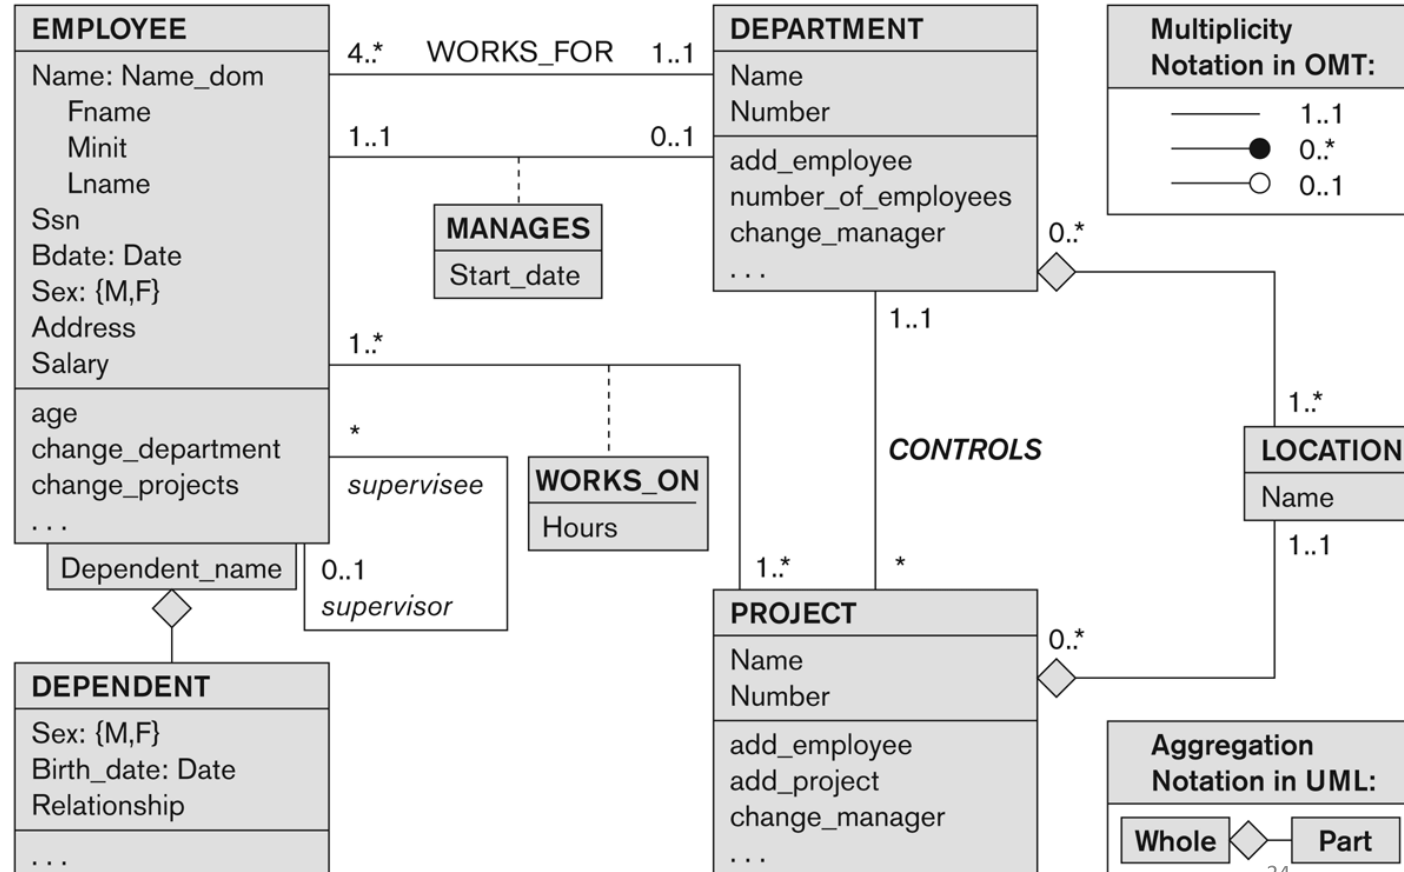 EMPLOYEE
Name: Name_dom
Fname
Minit
Lname
Ssn
Bdate: Date
Sex: {M,F}
Address
Salary
age
change_department
change_projects
. . .
Dependent_name
4..* WORKS_FOR 1..1
1..1 0..1
MANAGES
Start_date
1..*
*
supervisee
0..1
supervisor
WORKS_ON
Hours
1..*
DEPARTMENT
Name
Number
add_employee
number_of_employees
change_manager
. . .
0..*
1..1
CONTROLS
*
1..*
LOCATION
Name
1..1
PROJECT
Name
Number
add_employee
add_project
change_manager
. . .
0..*
DEPENDENT
Sex: {M,F}
Birth_date: Date
Relationship
. . .
Multiplicity
Notation in OMT:
1..1
0..*
0..1
Aggregation
Notation in UML:
Whole Part